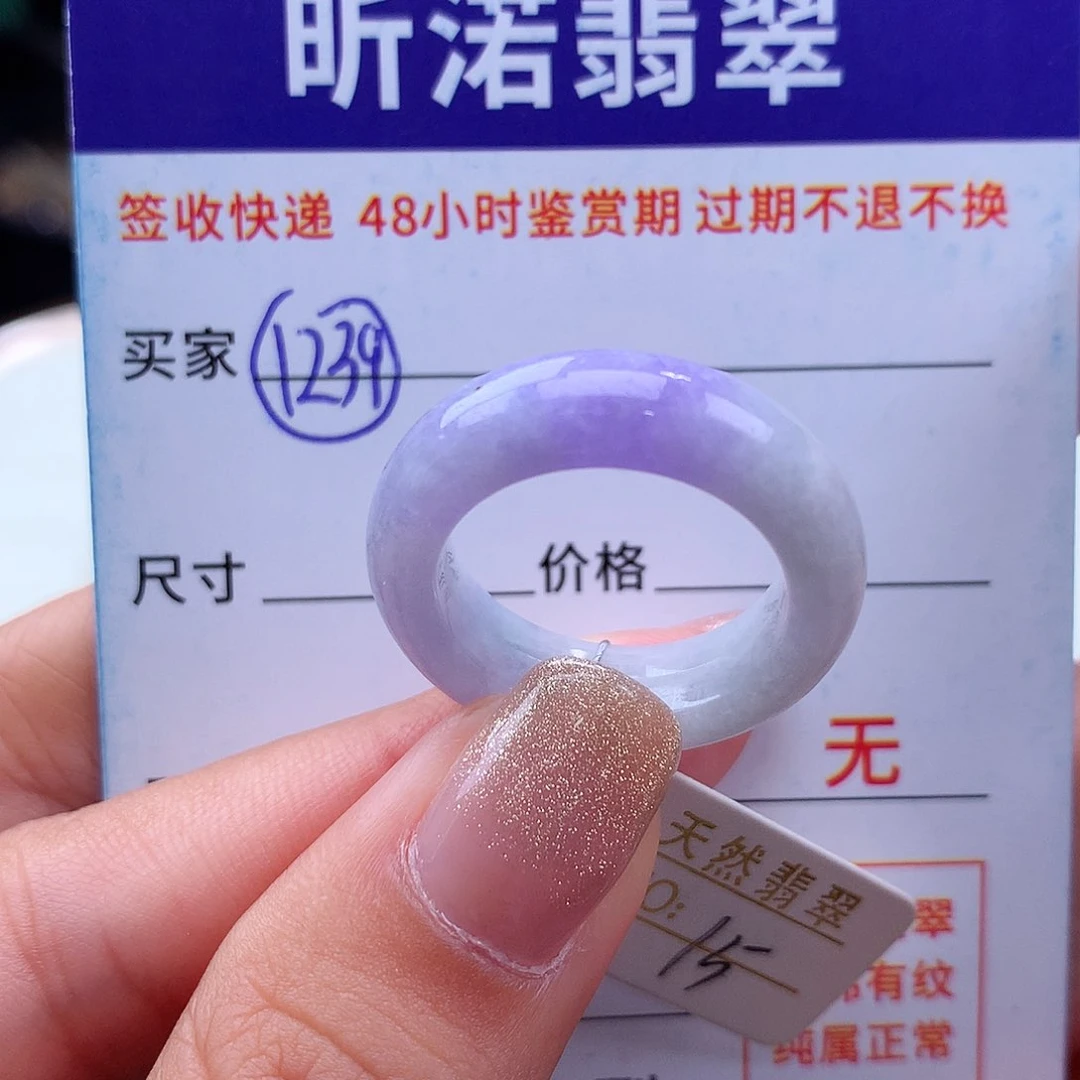 昕渃翡翠
签收快递 48小时鉴赏期 过期不退不换
买家 1239
尺寸 价格
无
天然翡翠
O: 15
翠
有纹
纯属正常